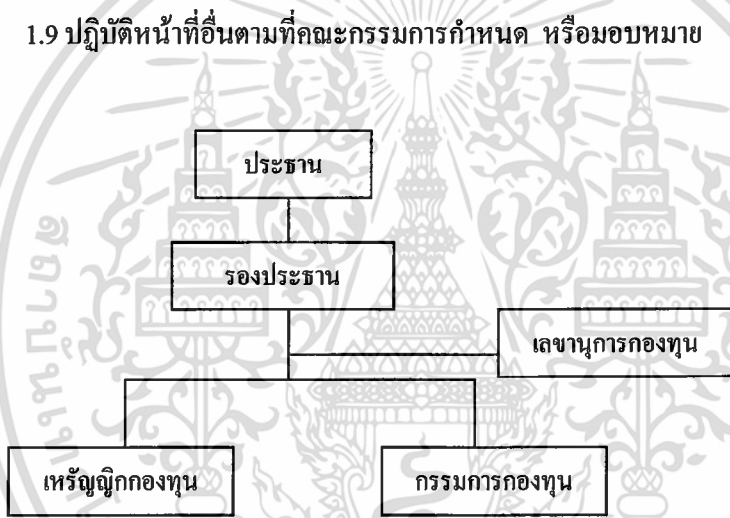 1.9 ปฏิบัติหน้าที่อื่นตามที่คณะกรรมการกำหนด หรือมอบหมาย
ประธาน
รองประธาน
เลขานุการกองทุน
เหรัญญิกกองทุน
กรรมการกองทุน